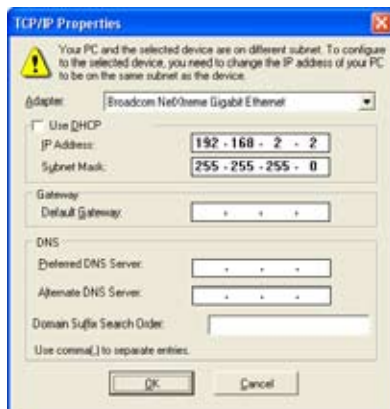 TCP/IP Properties
Your PC and the selected device are on different subnet. To configure
to the selected device, you need to change the IP address of your PC
to be on the same subnet as the device.
Adapter: Broadcom NetXtreme Gigabit Ethernet
Use DHCP
IP Address: 192 - 168 - 2 - 2
Subnet Mask: 255 - 255 - 255 - 0
Gateway
Default Gateway: . . .
DNS
Preferred DNS Server: . . .
Alternate DNS Server: . . .
Domain Suffix Search Order:
Use comma(,) to separate entries.
OK Cancel